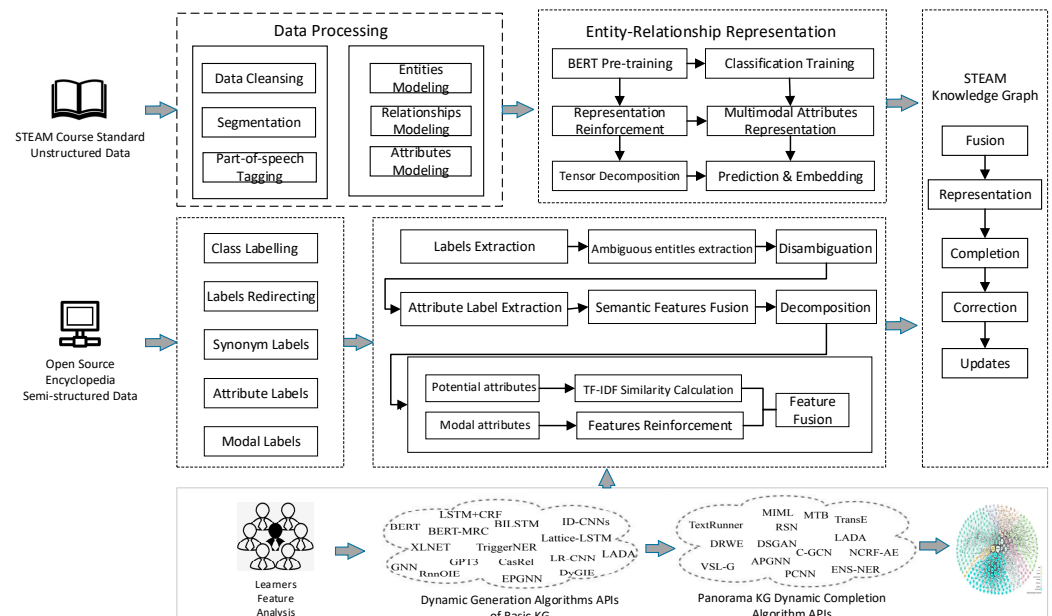 Data Processing
Data Cleansing
Segmentation
Part-of-speech
Tagging
Entities
Modeling
Relationships
Modeling
Attributes
Modeling
Entity-Relationship Representation
BERT Pre-training
Classification Training
Representation
Reinforcement
Multimodal Attributes
Representation
Tensor Decomposition
Prediction & Embedding
STEAM
Knowledge Graph
Fusion
Representation
Completion
Correction
Updates
STEAM Course Standard
Unstructured Data
Class Labelling
Labels Redirecting
Synonym Labels
Attribute Labels
Modal Labels
Labels Extraction
Ambiguous entitles extraction
Disambiguation
Attribute Label Extraction
Semantic Features Fusion
Decomposition
Potential attributes
TF-IDF Similarity Calculation
Modal attributes
Features Reinforcement
Feature
Fusion
Open Source
Encyclopedia
Semi-structured Data
Learners
Feature
Analysis
LSTM+CRF
BERT
BILSTM
ID-CNNs
BERT-MRC
Lattice-LSTM
XLNET
TriggerNER
LADA
GPT3
CasRel
LR-CNN
GNN
RnnOIE
EPGNN
DyGIE
Dynamic Generation Algorithms APIs
of Basic KG
MIML
MTB
TransE
TextRunner
RSN
LADA
DRWE
DSGAN
C-GCN
NCRF-AE
VSL-G
APGNN
PCNN
ENS-NER
Panorama KG Dynamic Completion
Algorithm APIs